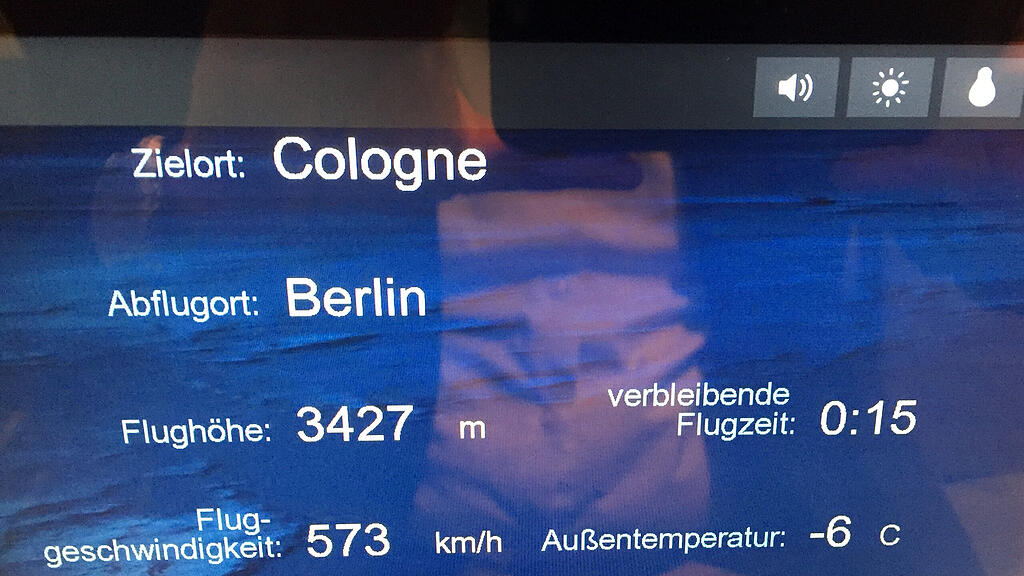 Zielort: Cologne
Abflugort: Berlin
Flughöhe: 3427 m
verbleibende
Flugzeit: 0:15
Flug-
geschwindigkeit: 573 km/h
Außentemperatur: -6 C